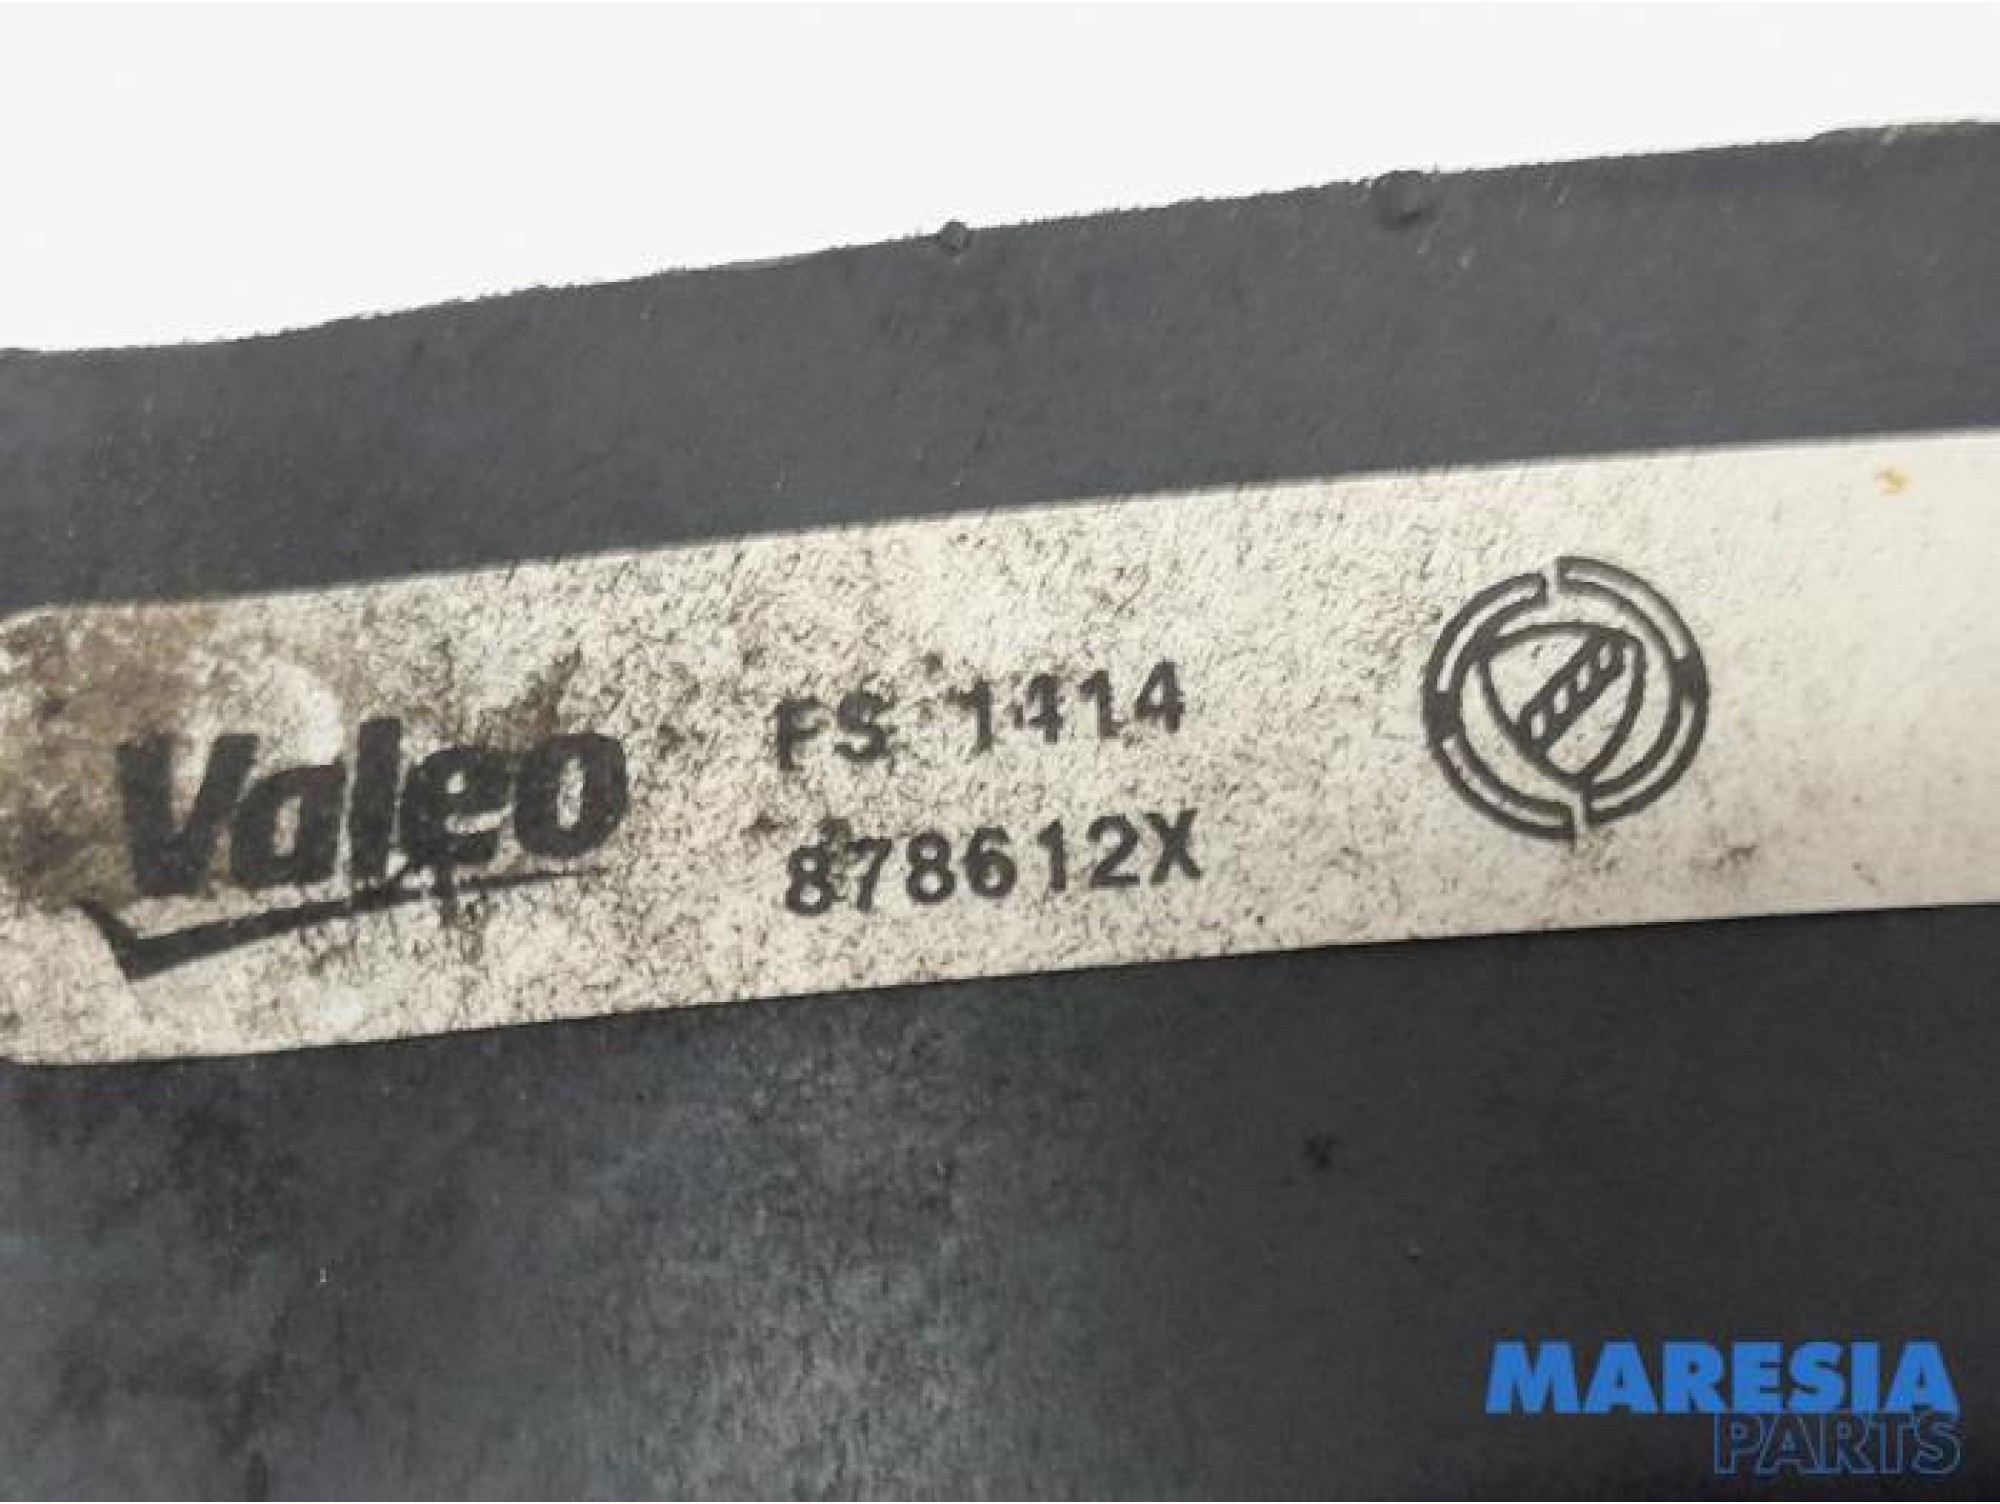 Valeo
FS 1414
878612X
MARESIA
PARTS